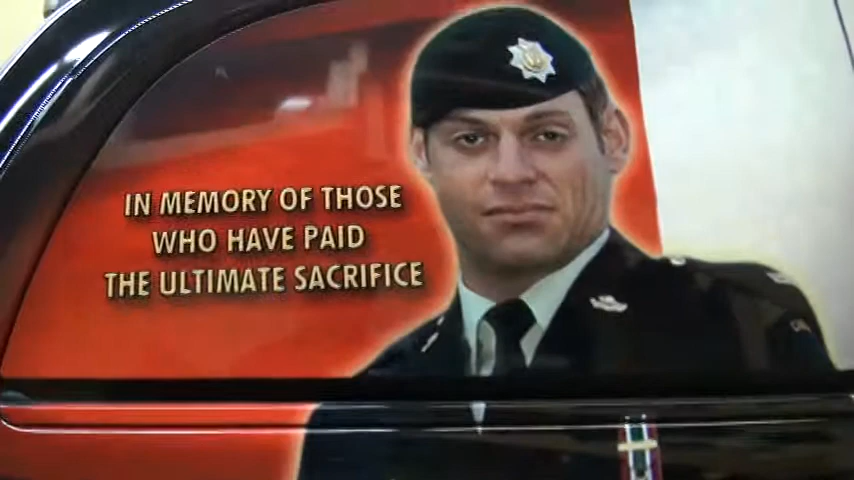 IN MEMORY OF THOSE
WHO HAVE PAID
THE ULTIMATE SACRIFICE